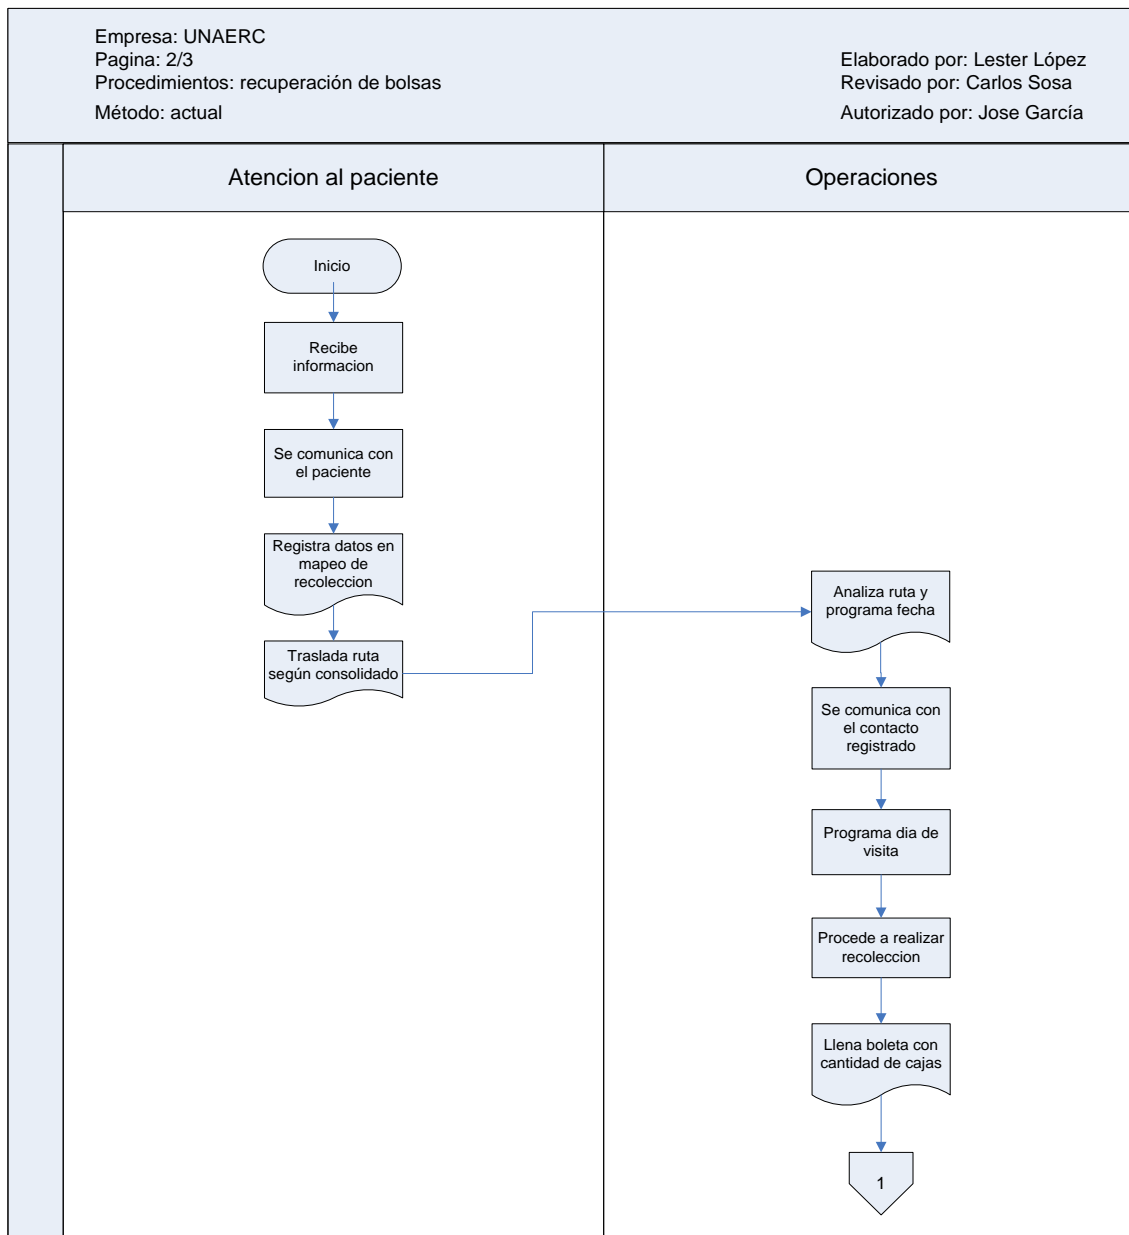 Empresa: UNAERC
Pagina: 2/3
Procedimientos: recuperación de bolsas
Método: actual
Elaborado por: Lester López
Revisado por: Carlos Sosa
Autorizado por: Jose García
Atencion al paciente
Operaciones
Inicio
Recibe
informacion
Se comunica con
el paciente
Registra datos en
mapeo de
recoleccion
Traslada ruta
según consolidado
Analiza ruta y
programa fecha
Se comunica con
el contacto
registrado
Programa dia de
visita
Procede a realizar
recoleccion
Llena boleta con
cantidad de cajas
1